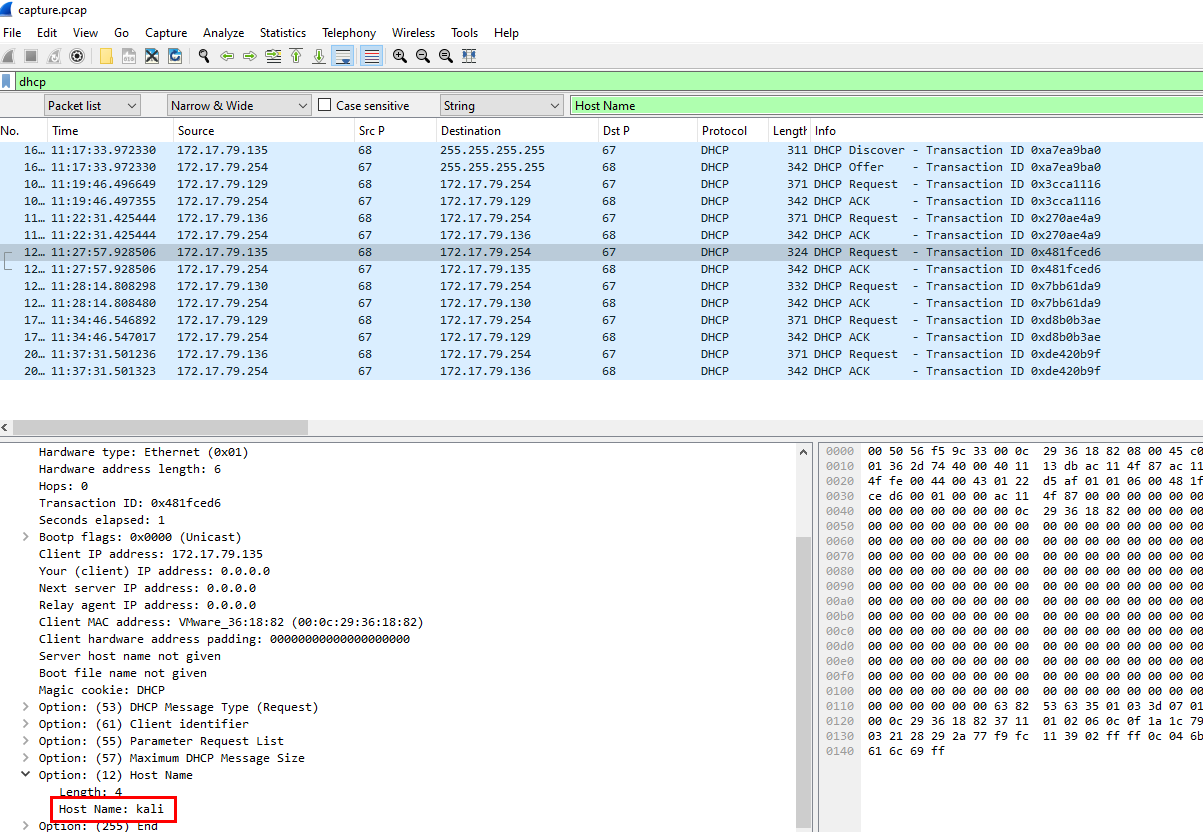 capture.pcap
File Edit View Go Capture Analyze Statistics Telephony Wireless Tools Help
dhcp
Packet list Narrow & Wide Case sensitive String Host Name
No. Time Source Src P Destination Dst P Protocol Length Info
16… 11:17:33.972330 172.17.79.135 68 255.255.255.255 67 DHCP 311 DHCP Discover - Transaction ID 0xa7ea9ba0
16… 11:17:33.972330 172.17.79.254 67 255.255.255.255 68 DHCP 342 DHCP Offer - Transaction ID 0xa7ea9ba0
10… 11:19:46.496649 172.17.79.129 68 172.17.79.254 67 DHCP 371 DHCP Request - Transaction ID 0x3cca1116
10… 11:19:46.497355 172.17.79.254 67 172.17.79.129 68 DHCP 342 DHCP ACK - Transaction ID 0x3cca1116
11… 11:22:31.425444 172.17.79.136 68 172.17.79.254 67 DHCP 371 DHCP Request - Transaction ID 0x270ae4a9
11… 11:22:31.425444 172.17.79.254 67 172.17.79.136 68 DHCP 342 DHCP ACK - Transaction ID 0x270ae4a9
12… 11:27:57.928506 172.17.79.135 68 172.17.79.254 67 DHCP 324 DHCP Request - Transaction ID 0x481fced6
12… 11:27:57.928506 172.17.79.254 67 172.17.79.135 68 DHCP 342 DHCP ACK - Transaction ID 0x481fced6
12… 11:28:14.808298 172.17.79.130 68 172.17.79.254 67 DHCP 332 DHCP Request - Transaction ID 0x7bb61da9
12… 11:28:14.808480 172.17.79.254 67 172.17.79.130 68 DHCP 342 DHCP ACK - Transaction ID 0x7bb61da9
17… 11:34:46.546892 172.17.79.129 68 172.17.79.254 67 DHCP 371 DHCP Request - Transaction ID 0xd8b0b3ae
17… 11:34:46.547017 172.17.79.254 67 172.17.79.129 68 DHCP 342 DHCP ACK - Transaction ID 0xd8b0b3ae
20… 11:37:31.501236 172.17.79.136 68 172.17.79.254 67 DHCP 371 DHCP Request - Transaction ID 0xde420b9f
20… 11:37:31.501323 172.17.79.254 67 172.17.79.136 68 DHCP 342 DHCP ACK - Transaction ID 0xde420b9f
Hardware type: Ethernet (0x01)
Hardware address length: 6
Hops: 0
Transaction ID: 0x481fced6
Seconds elapsed: 1
Bootp flags: 0x0000 (Unicast)
Client IP address: 172.17.79.135
Your (client) IP address: 0.0.0.0
Next server IP address: 0.0.0.0
Relay agent IP address: 0.0.0.0
Client MAC address: VMware_36:18:82 (00:0c:29:36:18:82)
Client hardware address padding: 00000000000000000000
Server host name not given
Boot file name not given
Magic cookie: DHCP
Option: (53) DHCP Message Type (Request)
Option: (61) Client identifier
Option: (55) Parameter Request List
Option: (57) Maximum DHCP Message Size
Option: (12) Host Name
Length: 4
Host Name: kali
Option: (255) End
0000 00 50 56 f5 9c 33 00 0c 29 36 18 82 08 00 45 c0
0010 01 36 2d 74 40 00 40 11 13 db ac 11 4f 87 ac 11
0020 4f fe 00 44 00 43 01 22 d5 af 01 01 06 00 48 1f
0030 ce d6 00 01 00 00 ac 11 4f 87 00 00 00 00 00 00
0040 00 00 00 00 00 00 00 0c 29 36 18 82 00 00 00 00
0050 00 00 00 00 00 00 00 00 00 00 00 00 00 00 00 00
0060 00 00 00 00 00 00 00 00 00 00 00 00 00 00 00 00
0070 00 00 00 00 00 00 00 00 00 00 00 00 00 00 00 00
0080 00 00 00 00 00 00 00 00 00 00 00 00 00 00 00 00
0090 00 00 00 00 00 00 00 00 00 00 00 00 00 00 00 00
00a0 00 00 00 00 00 00 00 00 00 00 00 00 00 00 00 00
00b0 00 00 00 00 00 00 00 00 00 00 00 00 00 00 00 00
00c0 00 00 00 00 00 00 00 00 00 00 00 00 00 00 00 00
00d0 00 00 00 00 00 00 00 00 00 00 00 00 00 00 00 00
00e0 00 00 00 00 00 00 00 00 00 00 00 00 00 00 00 00
00f0 00 00 00 00 00 00 00 00 00 00 00 00 00 00 00 00
0100 00 00 00 00 00 00 00 00 00 00 00 00 00 00 00 00
0110 00 00 00 00 00 00 63 82 53 63 35 01 03 3d 07 01
0120 00 0c 29 36 18 82 37 11 01 02 06 0c 0f 1a 1c 79
0130 03 21 28 29 2a 77 f9 fc 11 39 02 ff ff 0c 04 6b
0140 61 6c 69 ff